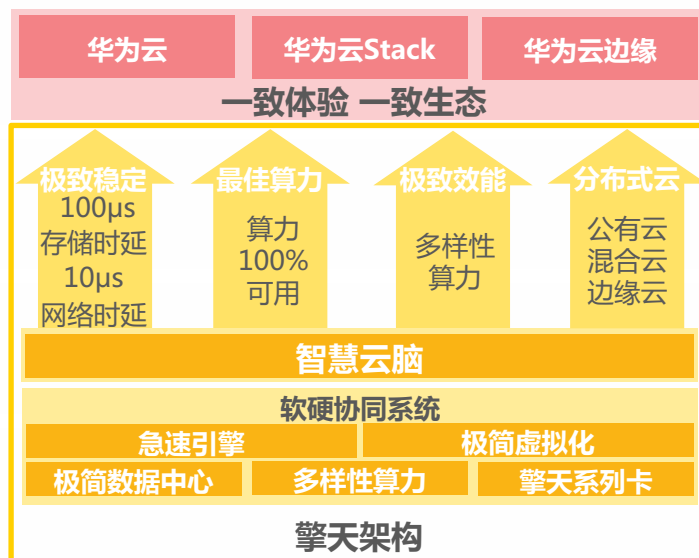 华为云
华为云Stack
华为云边缘
一致体验 一致生态
极致稳定
100μs
存储时延
10μs
网络时延
最佳算力
算力
100%
可用
极致效能
多样性
算力
分布式云
公有云
混合云
边缘云
智慧云脑
软硬协同系统
急速引擎
极简虚拟化
极简数据中心
多样性算力
擎天系列卡
擎天架构